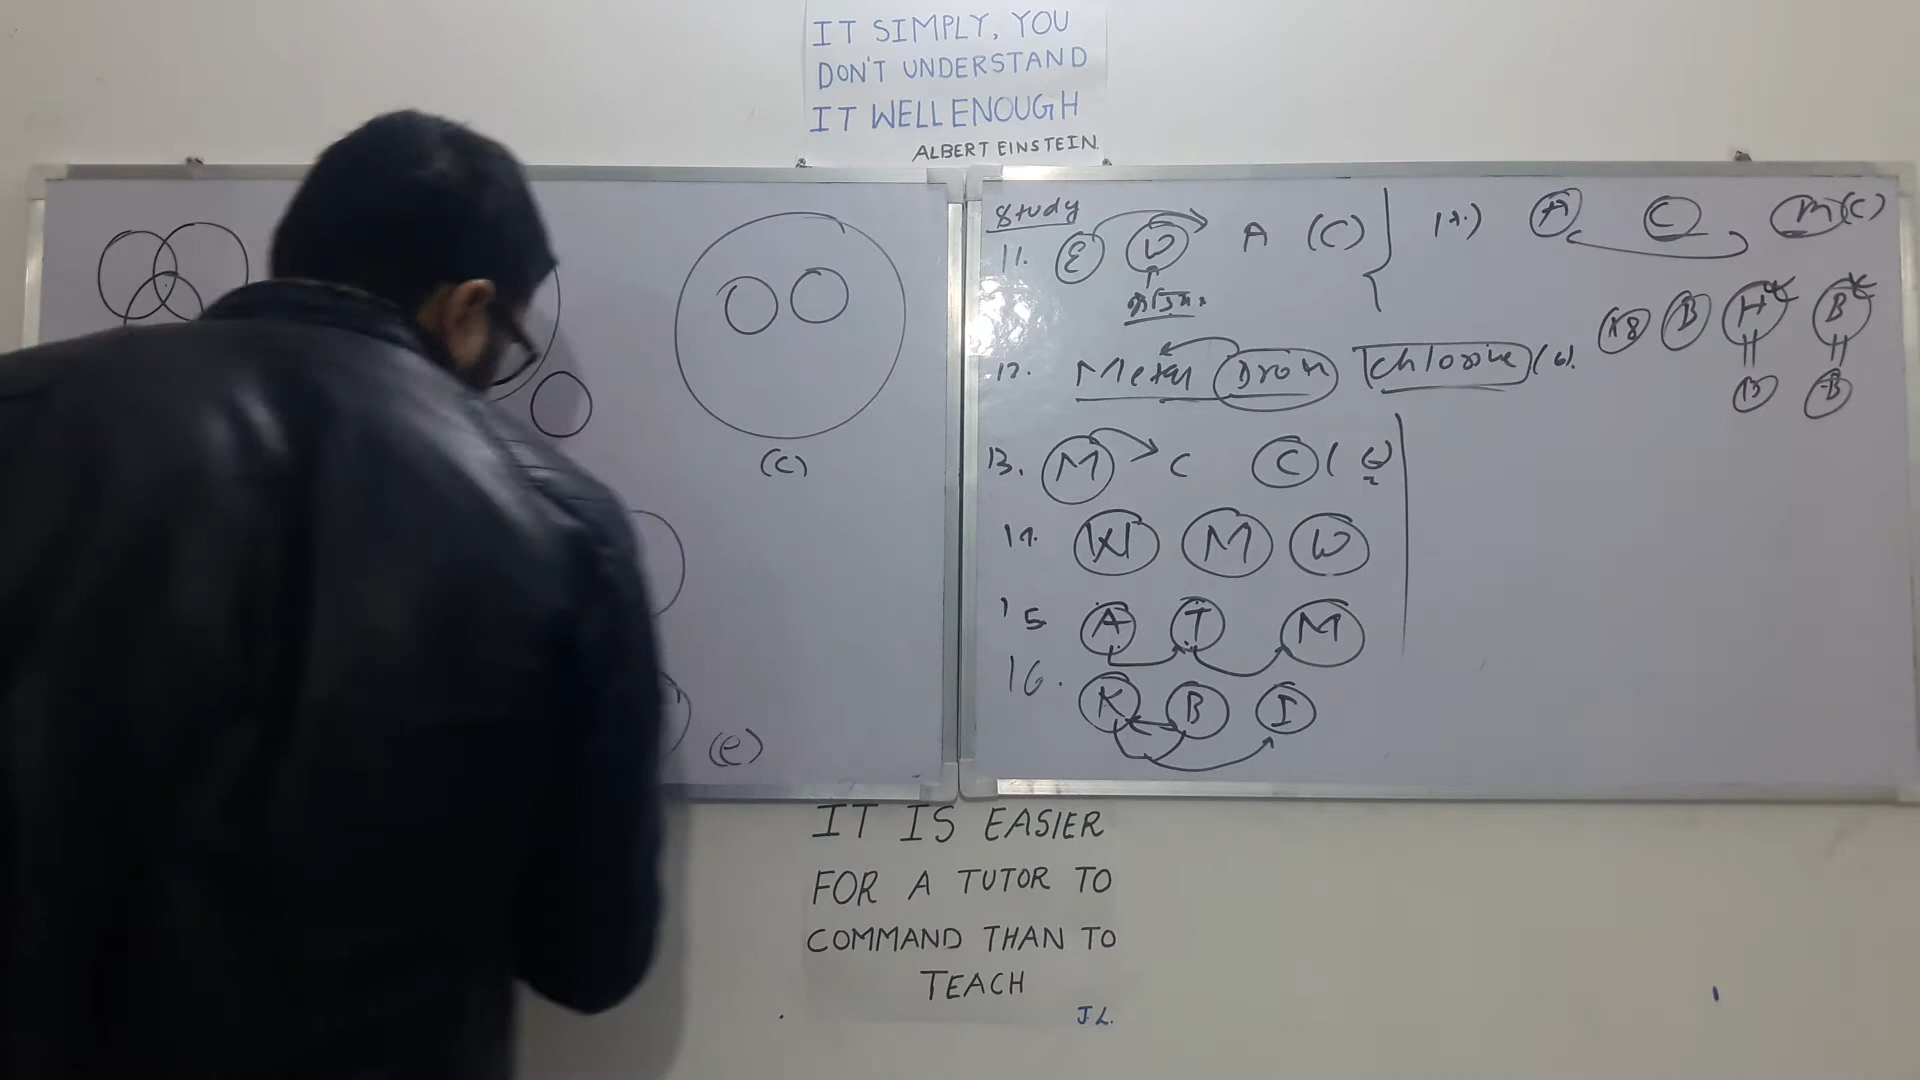 IT SIMPLY, YOU
DON'T UNDERSTAND
IT WELL ENOUGH
ALBERT EINSTEIN.
(C)
(e)
Study
11. E A (C)
A C M (C)
12. Metal Iron Chlorine
B H B
B B
13. M C C
14. W M W
15 A T M
16. K B I
IT IS EASIER
FOR A TUTOR TO
COMMAND THAN TO
TEACH
J.L.